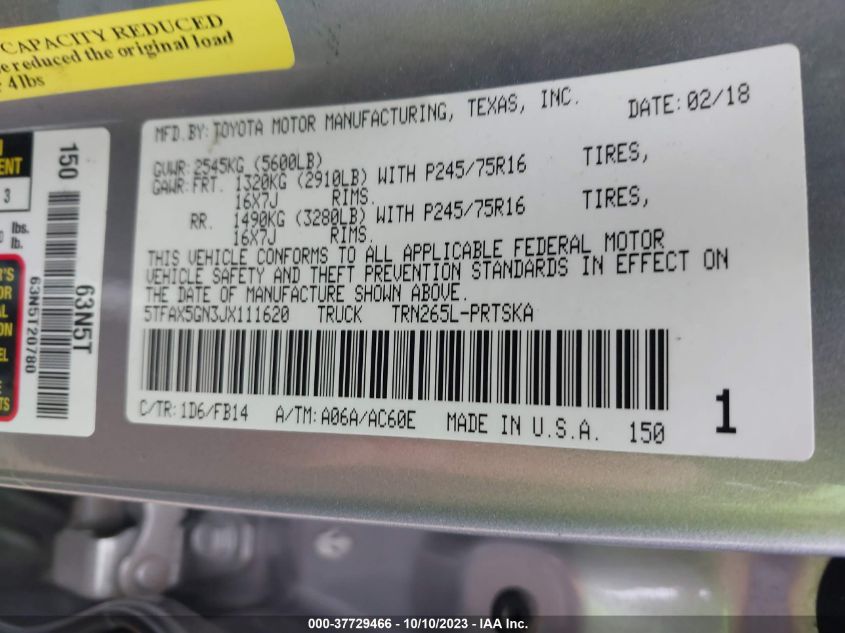 CAPACITY REDUCED
e reduced the original load
4lbs
MFD.BY:TOYOTA MOTOR MANUFACTURING, TEXAS, INC. DATE:02/18
GVWR:2545KG (5600LB)
GAWR:FRT. 1320KG (2910LB) WITH P245/75R16 TIRES,
16X7J RIMS.
RR. 1490KG (3280LB) WITH P245/75R16 TIRES,
16X7J RIMS.
THIS VEHICLE CONFORMS TO ALL APPLICABLE FEDERAL MOTOR
VEHICLE SAFETY AND THEFT PREVENTION STANDARDS IN EFFECT ON
THE DATE OF MANUFACTURE SHOWN ABOVE.
5TFAX5GN3JX111620 TRUCK TRN265L-PRTSKA
C/TR:1D6/FB14 A/TM:A06A/AC60E MADE IN U.S.A. 150 1
150
63N5T
63N5T20780
3
lbs.
lb.
000-37729466 - 10/10/2023 - IAA Inc.